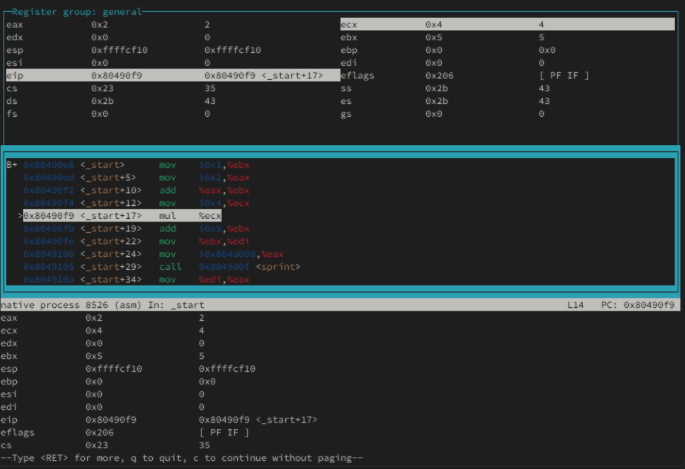 Register group: general
eax 0x2 2 ecx 0x4 4
edx 0x0 0 ebx 0x5 5
esp 0xffffcf10 0xffffcf10 ebp 0x0 0x0
esi 0x0 0 edi 0x0 0
eip 0x80490f9 0x80490f9 <_start+17> eflags 0x206 [ PF IF ]
cs 0x23 35 ss 0x2b 43
ds 0x2b 43 es 0x2b 43
fs 0x0 0 gs 0x0 0
B+ 0x80490e8 <_start> mov $0x3,%ebx
0x80490ed <_start+5> mov $0x2,%eax
0x80490f2 <_start+10> add %eax,%ebx
0x80490f4 <_start+12> mov $0x4,%ecx
>0x80490f9 <_start+17> mul %ecx
0x80490fb <_start+19> add $0x5,%ebx
0x80490fe <_start+22> mov %ebx,%edi
0x8049100 <_start+24> mov $0x804a000,%eax
0x8049105 <_start+29> call 0x804900f <sprint>
0x804910a <_start+34> mov %edi,%eax
native process 8526 (asm) In: _start L14 PC: 0x80490f9
eax 0x2 2
ecx 0x4 4
edx 0x0 0
ebx 0x5 5
esp 0xffffcf10 0xffffcf10
ebp 0x0 0x0
esi 0x0 0
edi 0x0 0
eip 0x80490f9 0x80490f9 <_start+17>
eflags 0x206 [ PF IF ]
cs 0x23 35
--Type <RET> for more, q to quit, c to continue without paging--